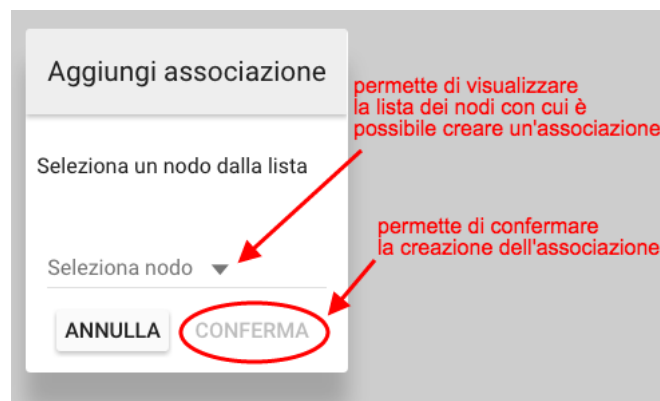 Aggiungi associazione
permette di visualizzare
la lista dei nodi con cui è
possibile creare un'associazione
Seleziona un nodo dalla lista
permette di confermare
la creazione dell'associazione
Seleziona nodo
ANNULLA CONFERMA